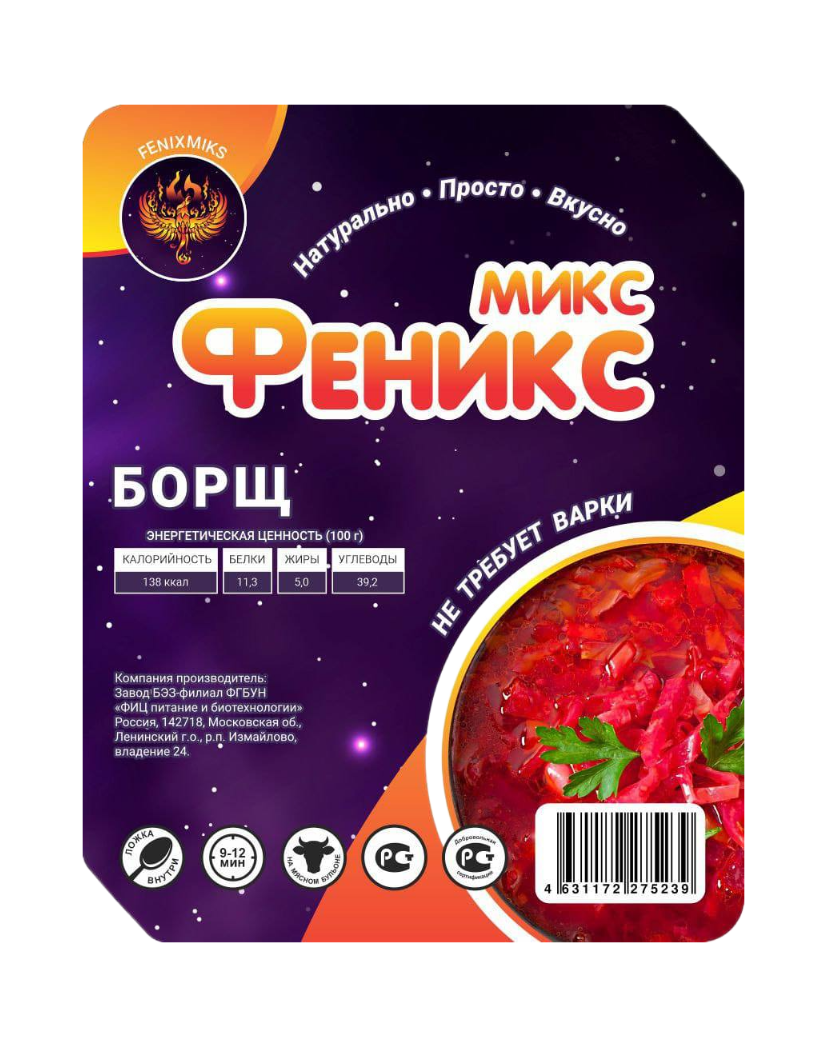 FENIXMIKS
Натурально • Просто • Вкусно
МИКС
ФЕНИКС
БОРЩ
ЭНЕРГЕТИЧЕСКАЯ ЦЕННОСТЬ (100 г)
КАЛОРИЙНОСТЬ БЕЛКИ ЖИРЫ УГЛЕВОДЫ
138 ккал 11,3 5,0 39,2
НЕ ТРЕБУЕТ ВАРКИ
Компания производитель:
Завод БЭЗ-филиал ФГБУН
«ФИЦ питание и биотехнологии»
Россия, 142718, Московская об.,
Ленинский г.о., р.п. Измайлово,
владение 24.
ЛОЖКА
ВНУТРИ
9-12
МИН
НА МЯСНОМ БУЛЬОНЕ
РСТ
Добровольная
РСТ
сертификация
4 631172 275239